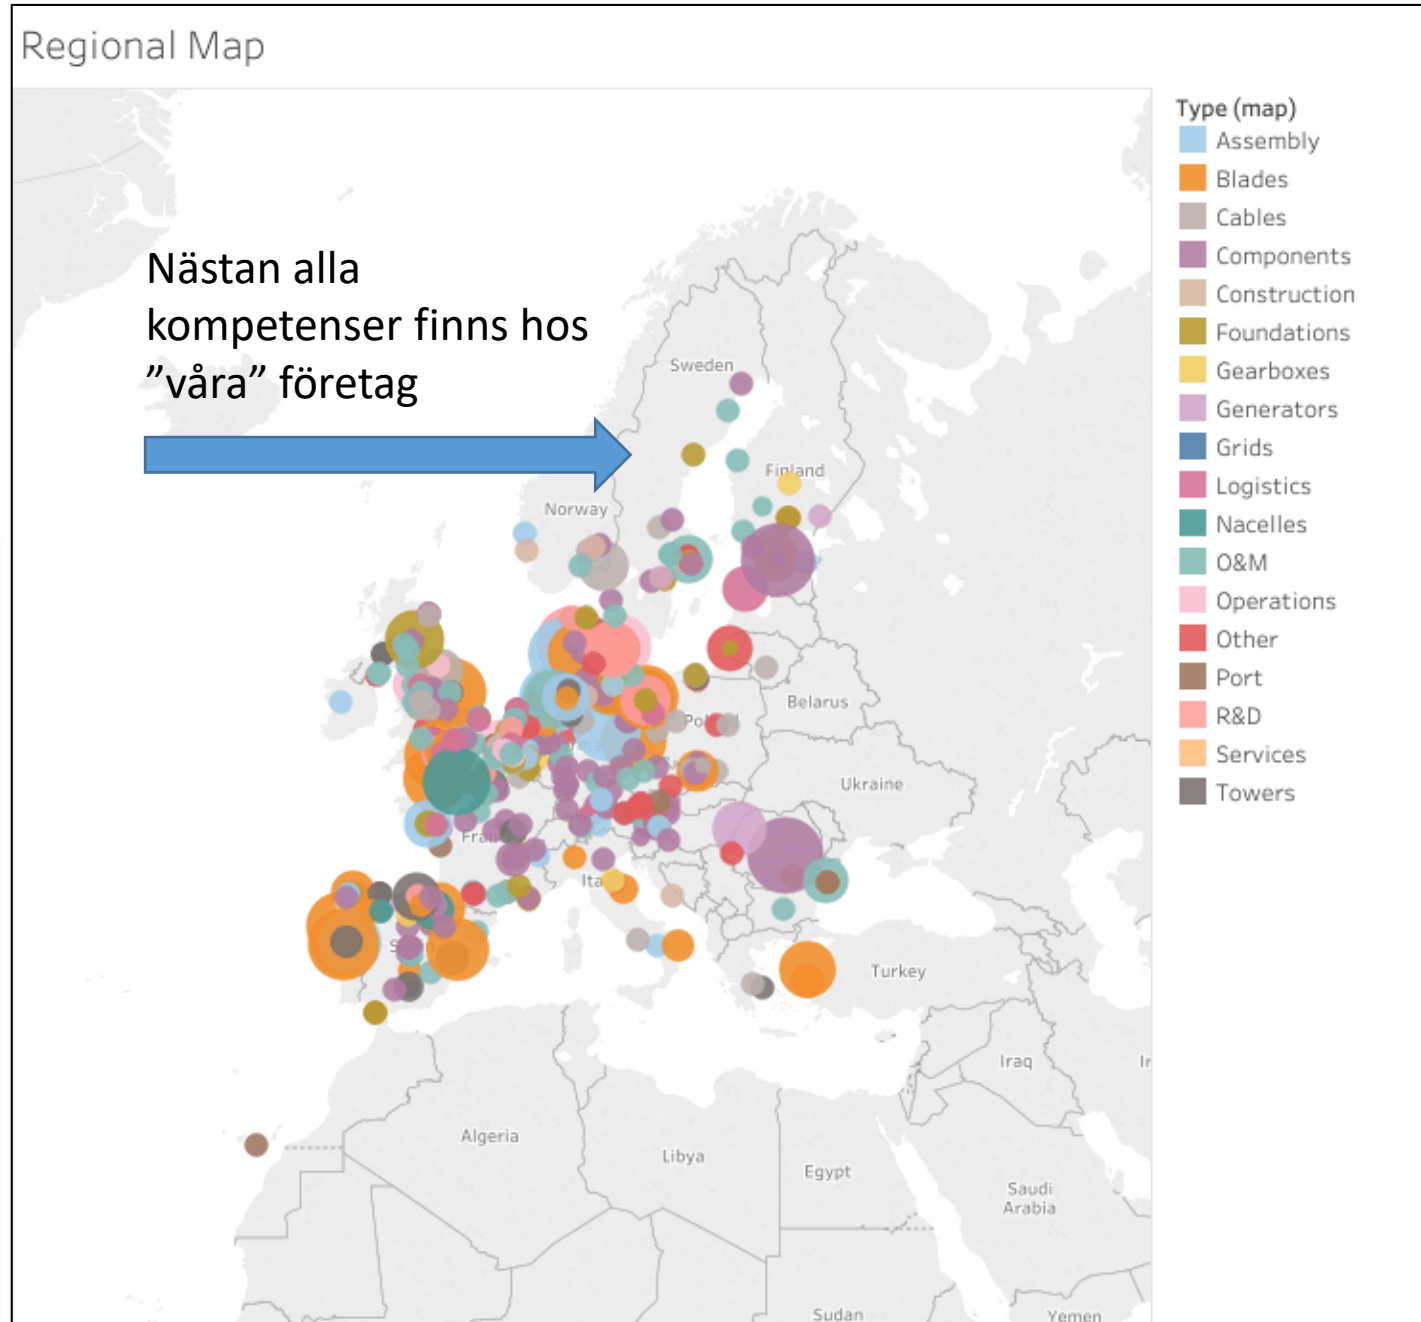 Regional Map
Nästan alla
kompetenser finns hos
”våra” företag
Type (map)
Assembly
Blades
Cables
Components
Construction
Foundations
Gearboxes
Generators
Grids
Logistics
Nacelles
O&M
Operations
Other
Port
R&D
Services
Towers
Sweden
Finland
Norway
Belarus
Ukraine
Turkey
Iraq
Algeria
Libya
Egypt
Saudi
Arabia
Sudan
Yemen